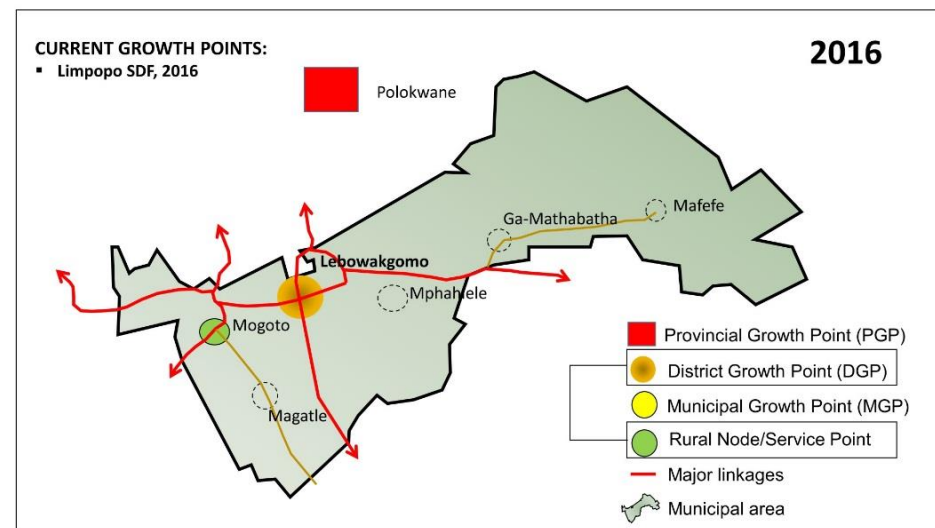 CURRENT GROWTH POINTS:
▪ Limpopo SDF, 2016
2016
Polokwane
Mafefe
Ga-Mathabatha
Lebowakgomo
Mphahlele
Mogoto
Magatle
Provincial Growth Point (PGP)
District Growth Point (DGP)
Municipal Growth Point (MGP)
Rural Node/Service Point
Major linkages
Municipal area